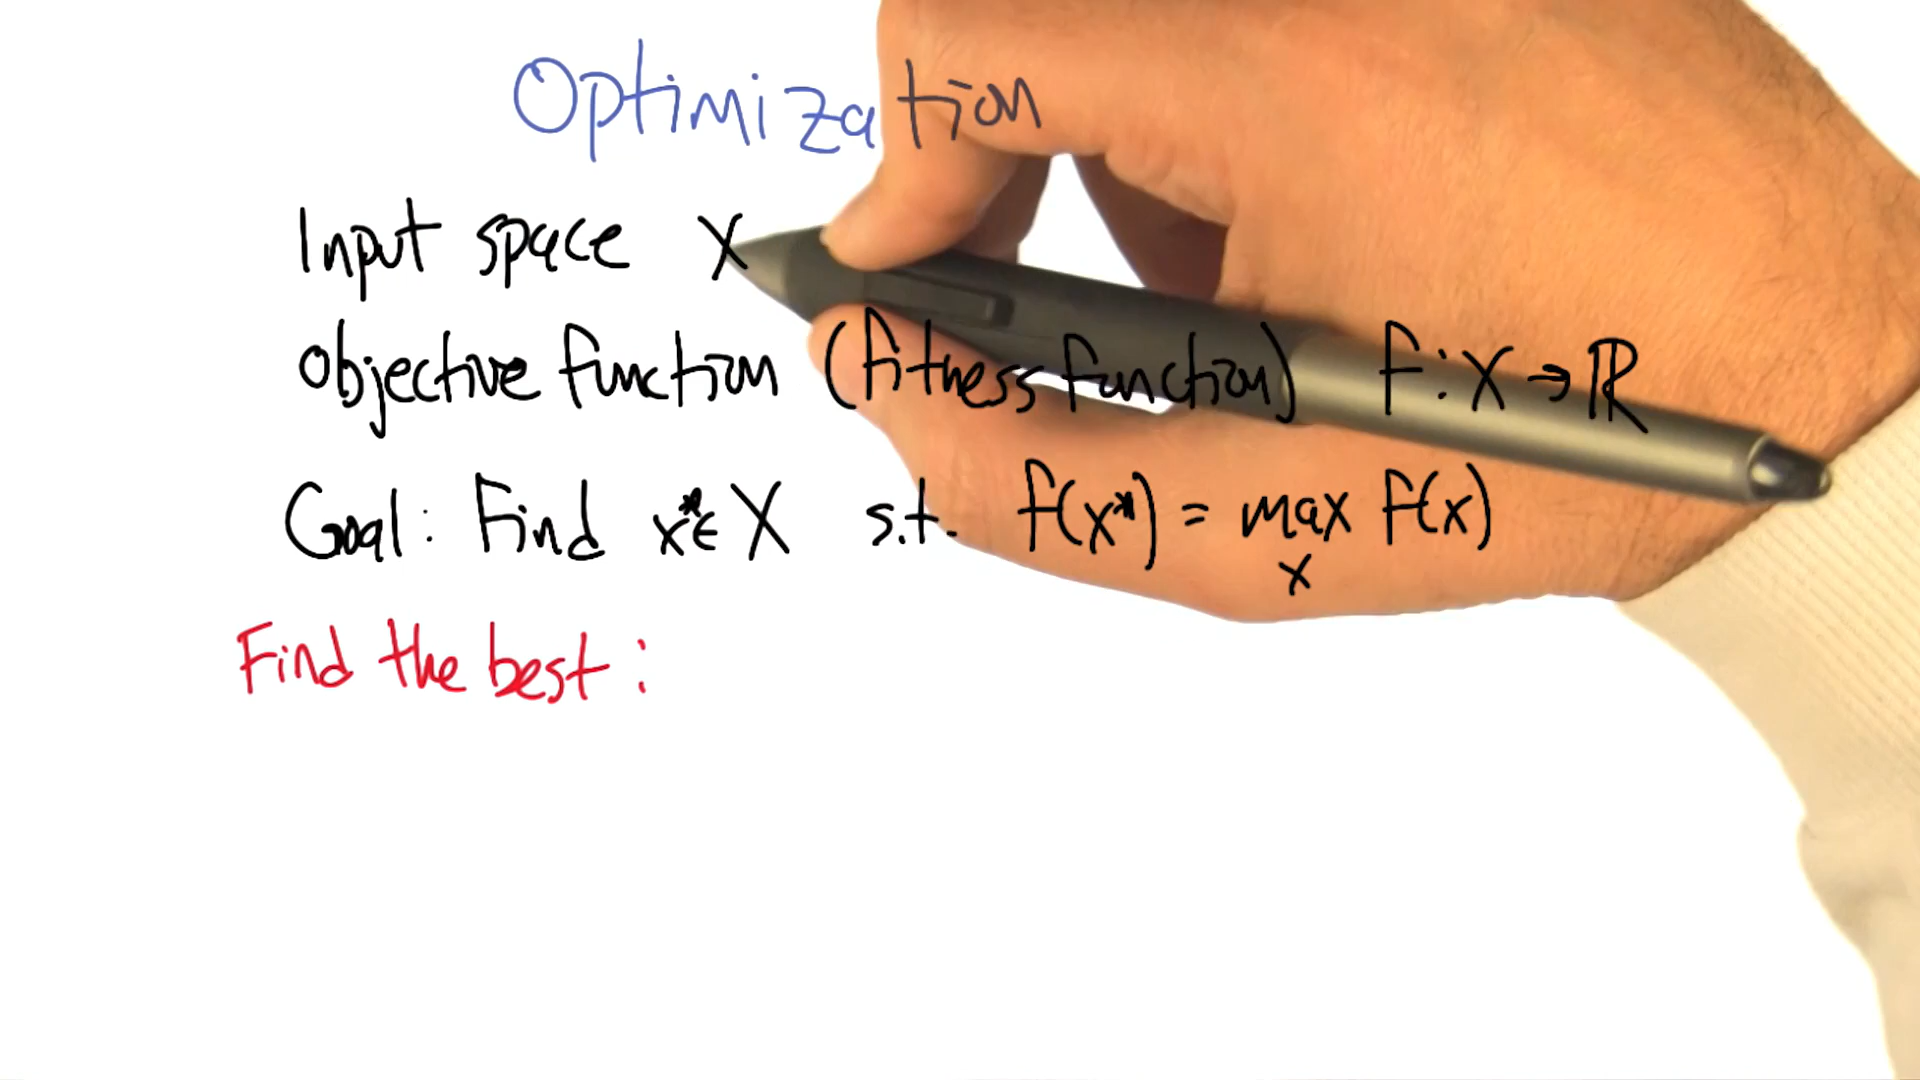 Optimization
Input space X
Objective function (fitness function) f: X → ℝ
Goal: Find x* ∈ X s.t. f(x*) = max f(x)
x
Find the best: